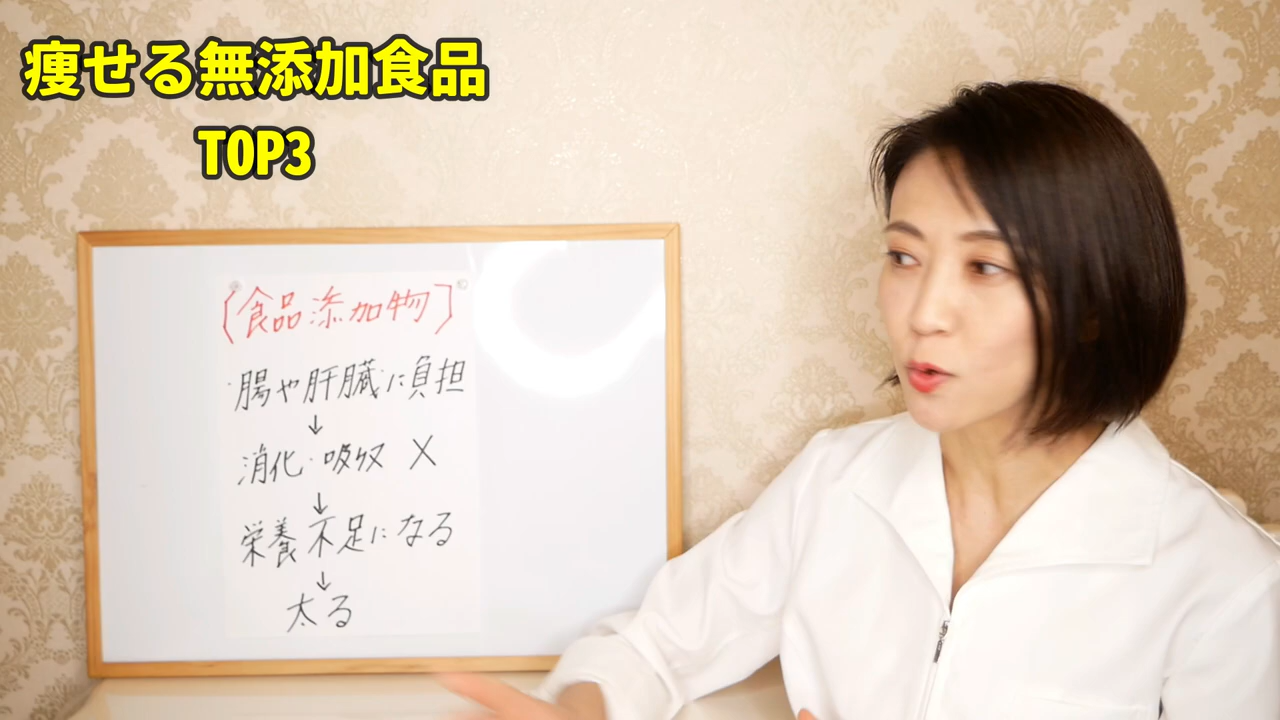 痩せる無添加食品
TOP3
[食品添加物]
・腸や肝臓に負担
↓
消化・吸収 ×
↓
栄養不足になる
↓
太る